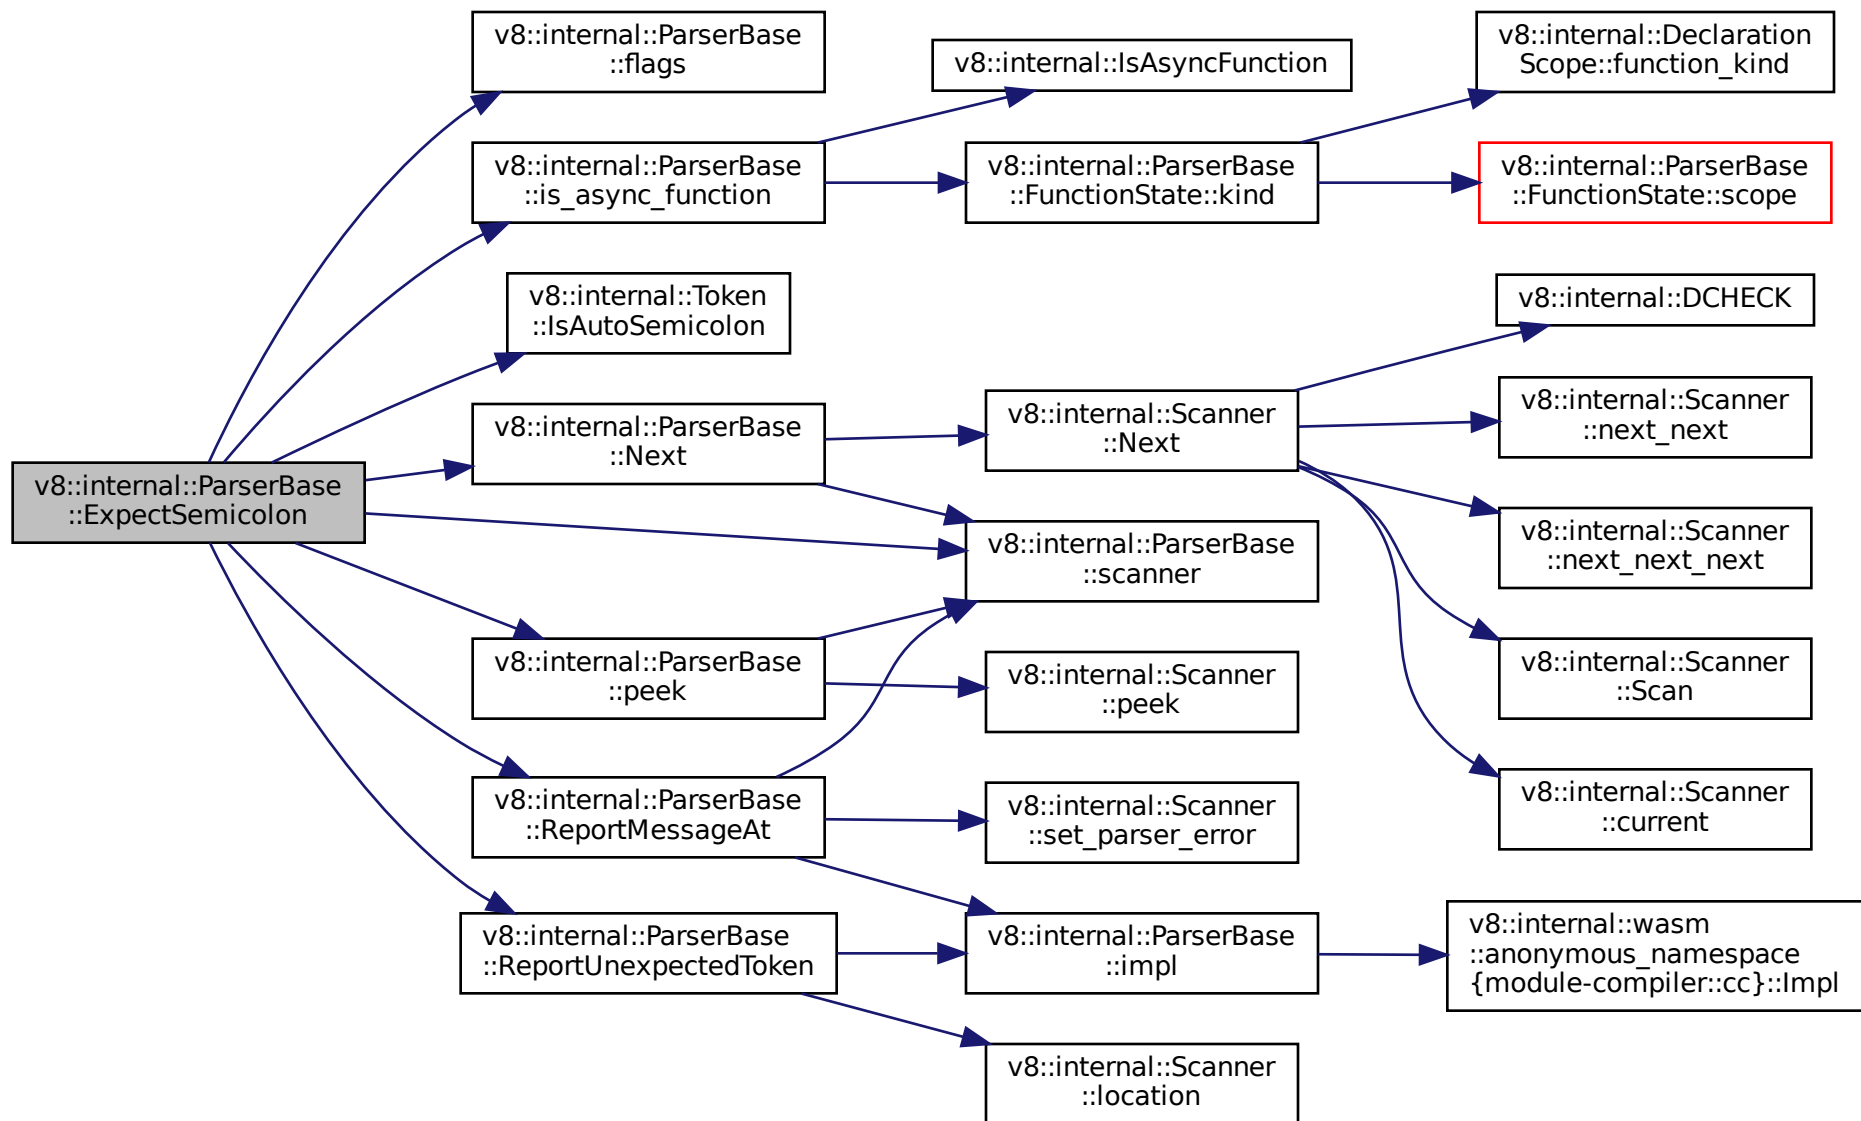 v8::internal::ParserBase
::flags
v8::internal::IsAsyncFunction
v8::internal::Declaration
Scope::function_kind
v8::internal::ParserBase
::is_async_function
v8::internal::ParserBase
::FunctionState::kind
v8::internal::ParserBase
::FunctionState::scope
v8::internal::Token
::IsAutoSemicolon
v8::internal::DCHECK
v8::internal::ParserBase
::Next
v8::internal::Scanner
::Next
v8::internal::Scanner
::next_next
v8::internal::ParserBase
::ExpectSemicolon
v8::internal::ParserBase
::scanner
v8::internal::Scanner
::next_next_next
v8::internal::ParserBase
::peek
v8::internal::Scanner
::peek
v8::internal::Scanner
::Scan
v8::internal::ParserBase
::ReportMessageAt
v8::internal::Scanner
::set_parser_error
v8::internal::Scanner
::current
v8::internal::ParserBase
::ReportUnexpectedToken
v8::internal::ParserBase
::impl
v8::internal::wasm
::anonymous_namespace
{module-compiler::cc}::Impl
v8::internal::Scanner
::location